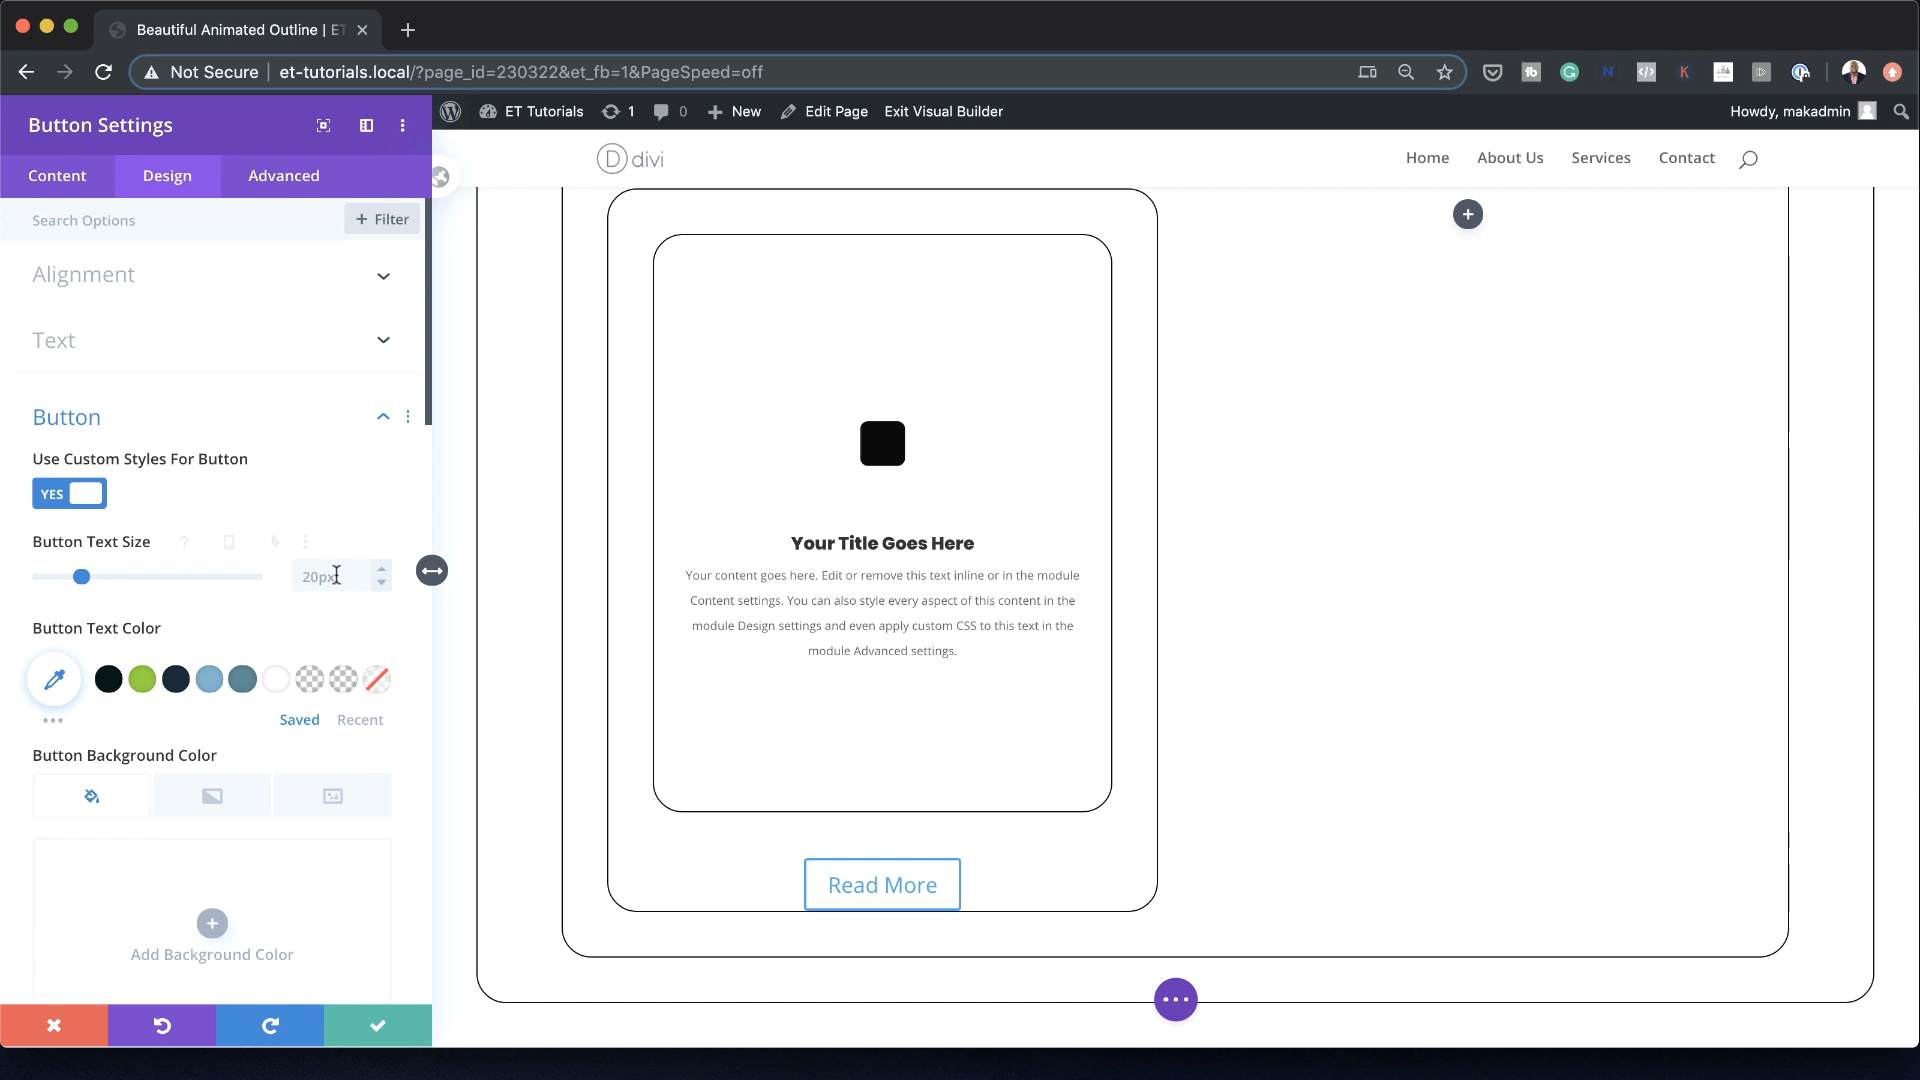 Beautiful Animated Outline | ET
Not Secure | et-tutorials.local/?page_id=230322&et_fb=1&PageSpeed=off
Button Settings
ET Tutorials 1 0 New Edit Page Exit Visual Builder Howdy, makadmin
Content Design Advanced
D divi Home About Us Services Contact
Search Options + Filter
Alignment
Text
Button
Use Custom Styles For Button
YES
Button Text Size
20px
Button Text Color
Saved Recent
Button Background Color
Add Background Color
Your Title Goes Here
Your content goes here. Edit or remove this text inline or in the module
Content settings. You can also style every aspect of this content in the
module Design settings and even apply custom CSS to this text in the
module Advanced settings.
Read More